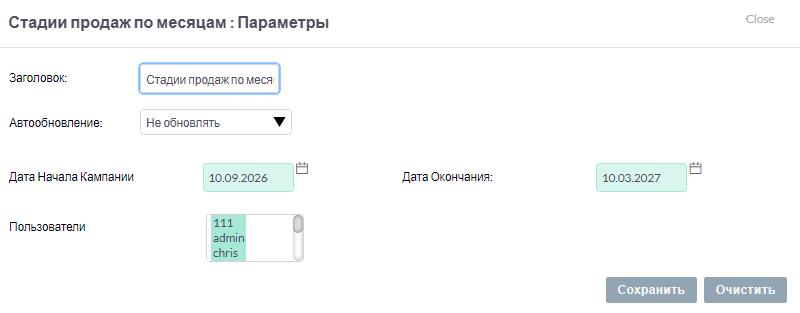 Стадии продаж по месяцам : Параметры
Close
Заголовок: Стадии продаж по
Автообновление: Не обновлять
Дата Начала Кампании 10.09.2026 Дата Окончания: 10.03.2027
Пользователи 111
admin
chris
Сохранить Очистить